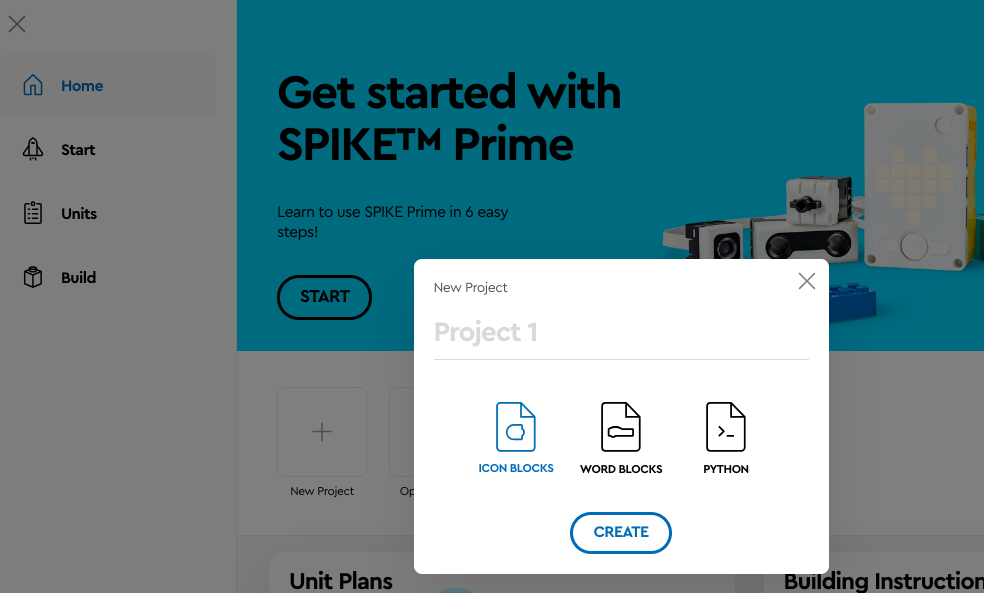 Home
Start
Units
Build
Get started with
SPIKE™ Prime
Learn to use SPIKE Prime in 6 easy
steps!
START
New Project
Project 1
ICON BLOCKS
WORD BLOCKS
PYTHON
CREATE
New Project
Unit Plans
Building Instruction